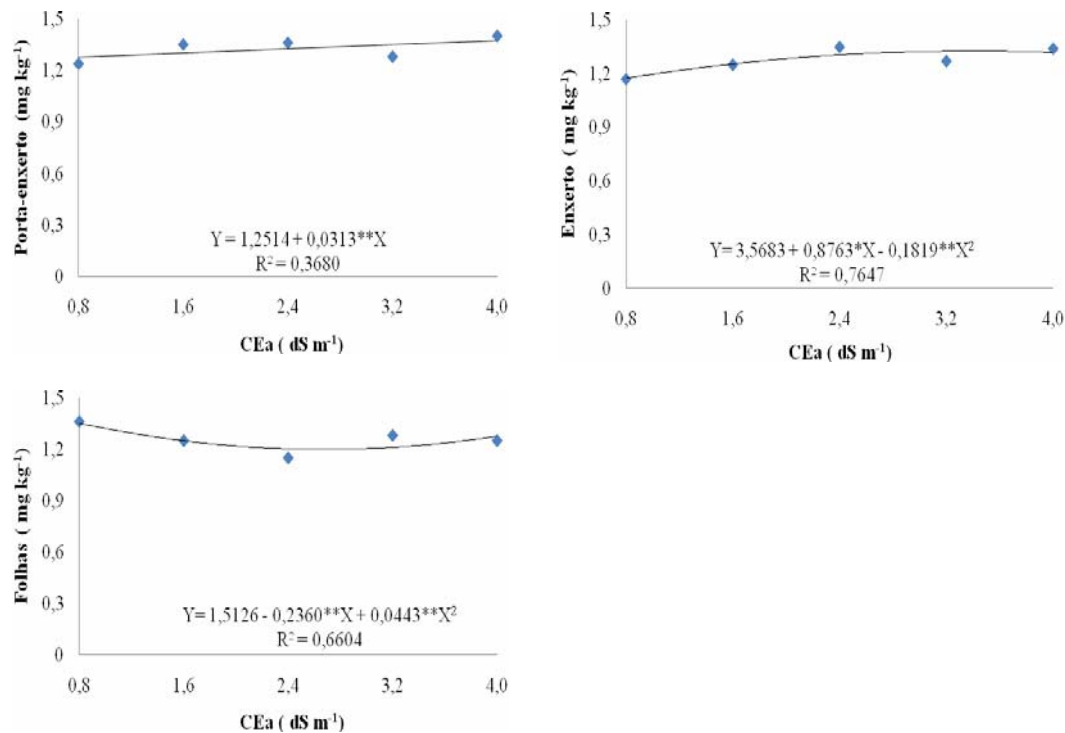 Porta-enxerto (mg kg⁻¹)
1,5
1,2
0,9
0,6
0,3
0
Y = 1,2514 + 0,0313**X
R² = 0,3680
0,8 1,6 2,4 3,2 4,0
CEa ( dS m⁻¹)
Enxerto ( mg kg⁻¹)
1,5
1,2
0,9
0,6
0,3
0
Y= 3,5683 + 0,8763*X - 0,1819**X²
R² = 0,7647
0,8 1,6 2,4 3,2 4,0
CEa ( dS m⁻¹)
Folhas ( mg kg⁻¹)
1,5
1,2
0,9
0,6
0,3
0
Y= 1,5126 - 0,2360**X + 0,0443**X²
R² = 0,6604
0,8 1,6 2,4 3,2 4,0
CEa ( dS m⁻¹)